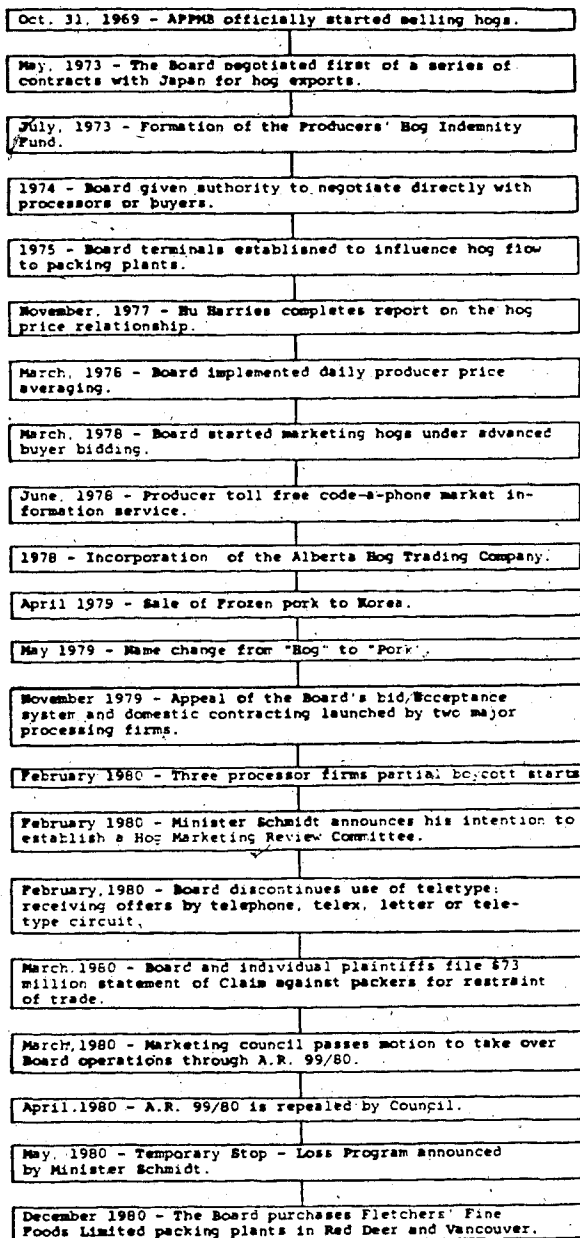 Oct. 31, 1969 - APPMB officially started selling hogs.
May, 1973 - The Board negotiated first of a series of
contracts with Japan for hog exports.
July, 1973 - Formation of the Producers' Hog Indemnity
Fund.
1974 - Board given authority to negotiate directly with
processors or buyers.
1975 - Board terminals established to influence hog flow
to packing plants.
November, 1977 - Hu Harries completes report on the hog
price relationship.
March, 1978 - Board implemented daily producer price
averaging.
March, 1978 - Board started marketing hogs under advanced
buyer bidding.
June, 1978 - Producer toll free code-a-phone market in-
formation service.
1978 - Incorporation of the Alberta Hog Trading Company.
April 1979 - Sale of Frozen pork to Korea.
May 1979 - Name change from "Hog" to "Pork".
November 1979 - Appeal of the Board's bid/acceptance
system and domestic contracting launched by two major
processing firms.
February 1980 - Three processor firms partial boycott starts
February 1980 - Minister Schmidt announces his intention to
establish a Hog Marketing Review Committee.
February, 1980 - Board discontinues use of teletype;
receiving offers by telephone, telex, letter or tele-
type circuit.
March, 1980 - Board and individual plaintiffs file $73
million statement of Claim against packers for restraint
of trade.
March, 1980 - Marketing council passes motion to take over
Board operations through A.R. 99/80.
April, 1980 - A.R. 99/80 is repealed by Council.
May, 1980 - Temporary Stop - Loss Program announced
by Minister Schmidt.
December 1980 - The Board purchases Fletchers' Fine
Foods Limited packing plants in Red Deer and Vancouver.